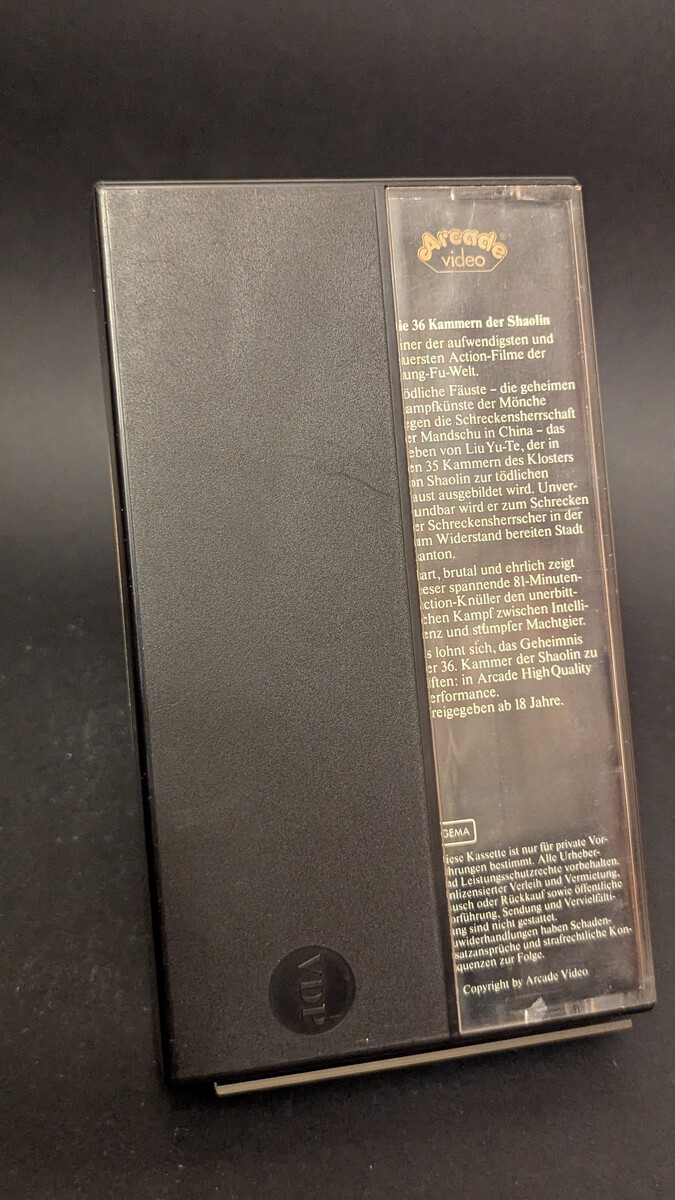 Arcade®
video
ie 36 Kammern der Shaolin
iner der aufwendigsten und
uersten Action-Filme der
ung-Fu-Welt.
ödliche Fäuste – die geheimen
ampfkünste der Mönche
egen die Schreckensherrschaft
er Mandschu in China – das
eben von Liu Yu-Te, der in
en 35 Kammern des Klosters
on Shaolin zur tödlichen
aust ausgebildet wird. Unver-
undbar wird er zum Schrecken
er Schreckensherrscher in der
um Widerstand bereiten Stadt
anton.
art, brutal und ehrlich zeigt
ieser spannende 81-Minuten-
ction-Knüller den unerbitt-
chen Kampf zwischen Intelli-
enz und stumpfer Machtgier.
s lohnt sich, das Geheimnis
er 36. Kammer der Shaolin zu
iften: in Arcade High Quality
erformance.
reigegeben ab 18 Jahre.
GEMA
iese Kassette ist nur für private Vor-
hrungen bestimmt. Alle Urheber-
nd Leistungsschutzrechte vorbehalten.
nlizensierter Verleih und Vermietung,
usch oder Rückkauf sowie öffentliche
rführung, Sendung und Vervielfälti-
ng sind nicht gestattet.
uwiderhandlungen haben Schaden-
satzansprüche und strafrechtliche Kon-
quenzen zur Folge.
Copyright by Arcade Video
VDP